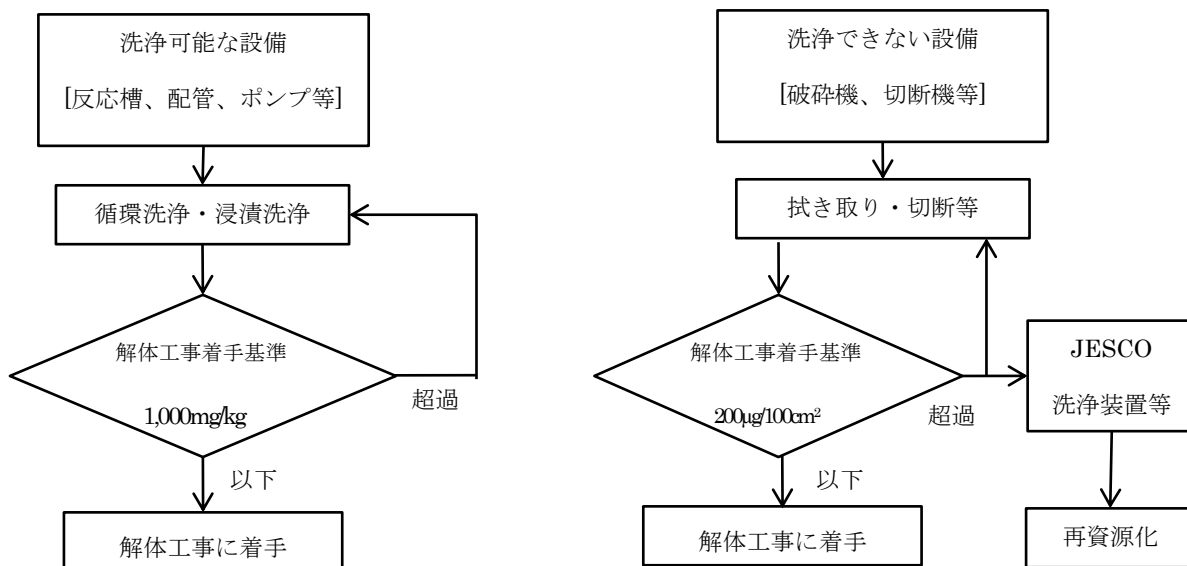 洗浄可能な設備
[反応槽、配管、ポンプ等]
循環洗浄・浸漬洗浄
解体工事着手基準
1,000mg/kg
超過
以下
解体工事に着手
洗浄できない設備
[破砕機、切断機等]
拭き取り・切断等
解体工事着手基準
200μg/100cm²
超過
以下
解体工事に着手
JESCO
洗浄装置等
再資源化